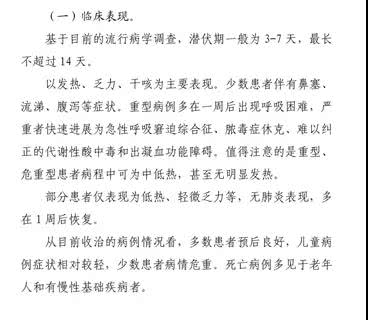 （一）临床表现。
基于目前的流行病学调查，潜伏期一般为 3-7 天，最长
不超过 14 天。
以发热、乏力、干咳为主要表现。少数患者伴有鼻塞、
流涕、腹泻等症状。重型病例多在一周后出现呼吸困难，严
重者快速进展为急性呼吸窘迫综合征、脓毒症休克、难以纠
正的代谢性酸中毒和出凝血功能障碍。值得注意的是重型、
危重型患者病程中可为中低热，甚至无明显发热。
部分患者仅表现为低热、轻微乏力等，无肺炎表现，多
在 1 周后恢复。
从目前收治的病例情况看，多数患者预后良好，儿童病
例症状相对较轻，少数患者病情危重。死亡病例多见于老年
人和有慢性基础疾病者。